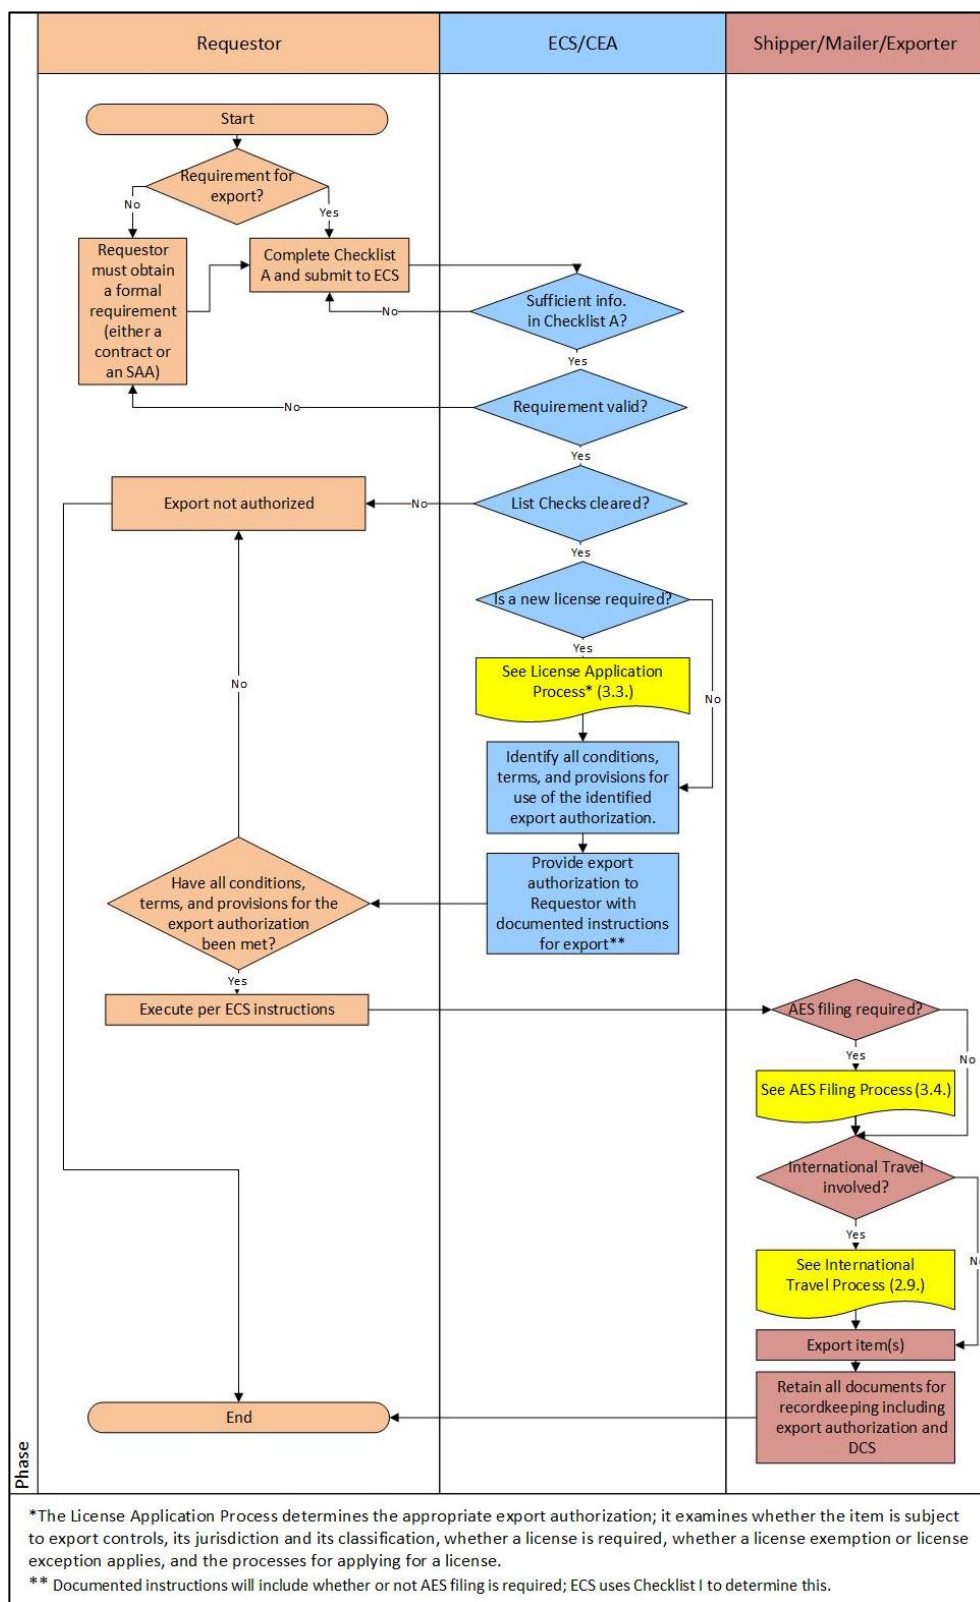 Requestor
ECS/CEA
Shipper/Mailer/Exporter
Start
Requirement for
export?
No
Yes
Requestor
must obtain
a formal
requirement
(either a
contract or
an SAA)
Complete Checklist
A and submit to ECS
Sufficient info.
in Checklist A?
No
Yes
Requirement valid?
No
Yes
Export not authorized
No
List Checks cleared?
Yes
Is a new license required?
Yes
No
See License Application
Process* (3.3.)
No
Identify all conditions,
terms, and provisions for
use of the identified
export authorization.
Provide export
authorization to
Requestor with
documented instructions
for export**
Have all conditions,
terms, and provisions for the
export authorization
been met?
Yes
Execute per ECS instructions
AES filing required?
Yes
No
See AES Filing Process (3.4.)
International Travel
involved?
Yes
See International
Travel Process (2.9.)
Export item(s)
Retain all documents for
recordkeeping including
export authorization and
DCS
End
Phase
*The License Application Process determines the appropriate export authorization; it examines whether the item is subject
to export controls, its jurisdiction and its classification, whether a license is required, whether a license exemption or license
exception applies, and the processes for applying for a license.
** Documented instructions will include whether or not AES filing is required; ECS uses Checklist I to determine this.